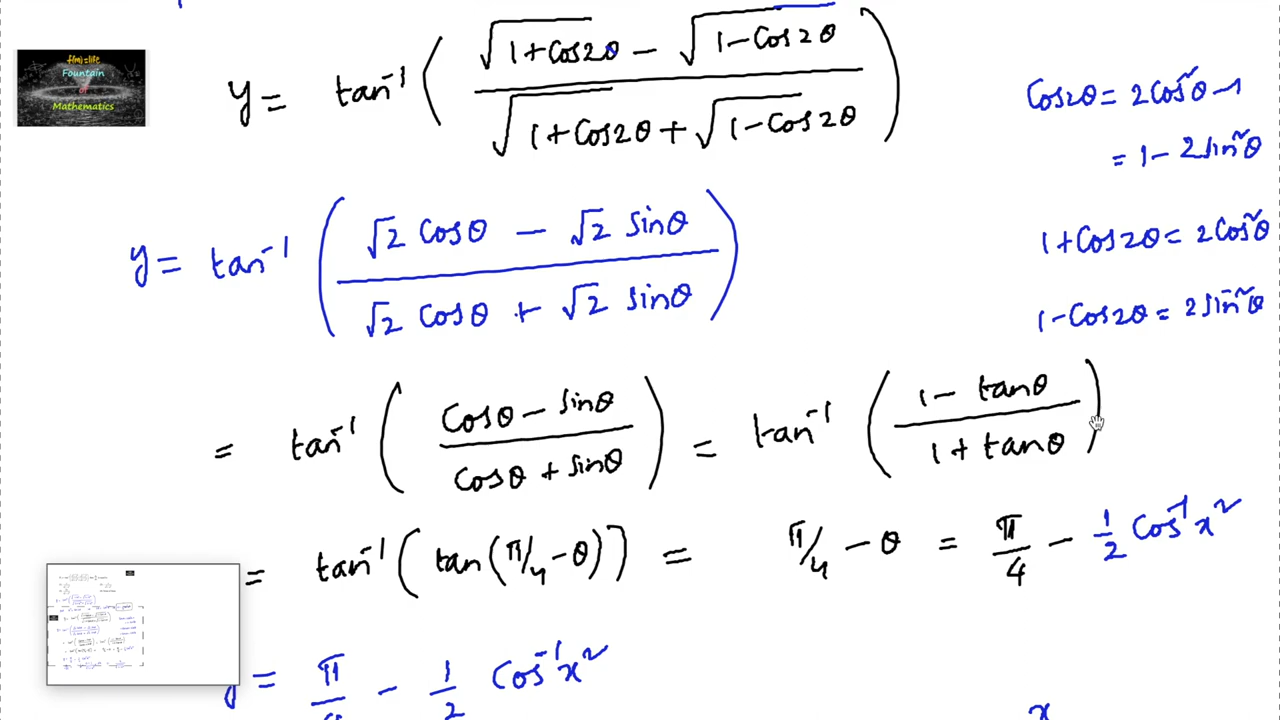 f(m)=life
Fountain
of
Mathematics
y = tan⁻¹ ( (√(1+Cos2θ) − √(1−Cos2θ)) / (√(1+Cos2θ) + √(1−Cos2θ)) )
Cos2θ = 2Cos²θ−1
= 1 − 2sin²θ
y = tan⁻¹ ( (√2 Cosθ − √2 sinθ) / (√2 Cosθ + √2 sinθ) )
1+Cos2θ = 2Cos²θ
1−Cos2θ = 2sin²θ
= tan⁻¹ ( (Cosθ − sinθ) / (Cosθ + sinθ) ) = tan⁻¹ ( (1 − tanθ) / (1 + tanθ) )
= tan⁻¹ ( tan(π/4 − θ) ) = π/4 − θ = π/4 − 1/2 Cos⁻¹x²
y = π − 1/2 Cos⁻¹x²
x